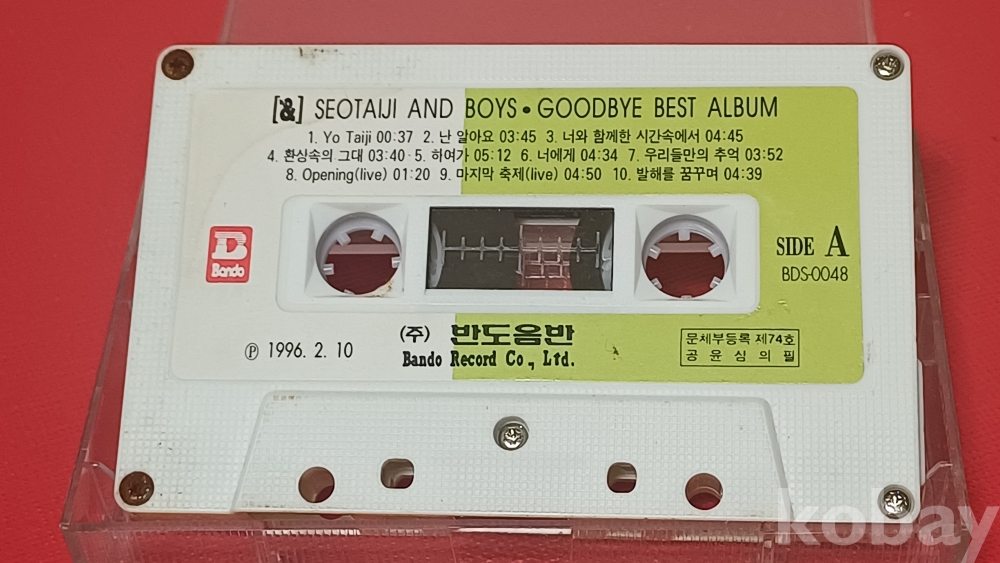 [&] SEOTAIJI AND BOYS • GOODBYE BEST ALBUM
1. Yo Taiji 00:37 2. 난 알아요 03:45 3. 너와 함께한 시간속에서 04:45
4. 환상속의 그대 03:40 5. 하여가 05:12 6. 너에게 04:34 7. 우리들만의 추억 03:52
8. Opening(live) 01:20 9. 마지막 축제(live) 04:50 10. 발해를 꿈꾸며 04:39
B
Bando
SIDE A
BDS-0048
(주) 반도음반
Bando Record Co., Ltd.
ⓟ 1996. 2. 10
문체부등록 제74호
공윤심의필
kobay